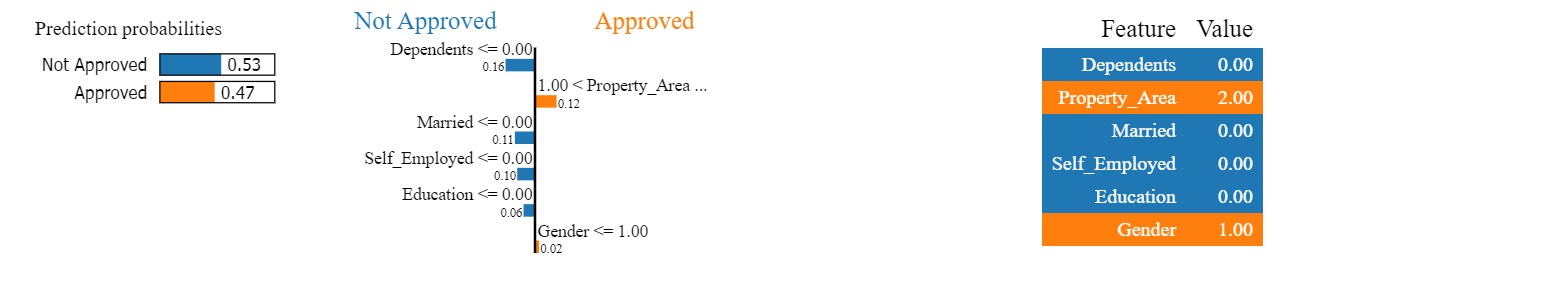 Prediction probabilities
Not Approved 0.53
Approved 0.47
Not Approved Approved
Dependents <= 0.00
0.16
1.00 < Property_Area ...
0.12
Married <= 0.00
0.11
Self_Employed <= 0.00
0.10
Education <= 0.00
0.06
Gender <= 1.00
0.02
Feature Value
Dependents 0.00
Property_Area 2.00
Married 0.00
Self_Employed 0.00
Education 0.00
Gender 1.00